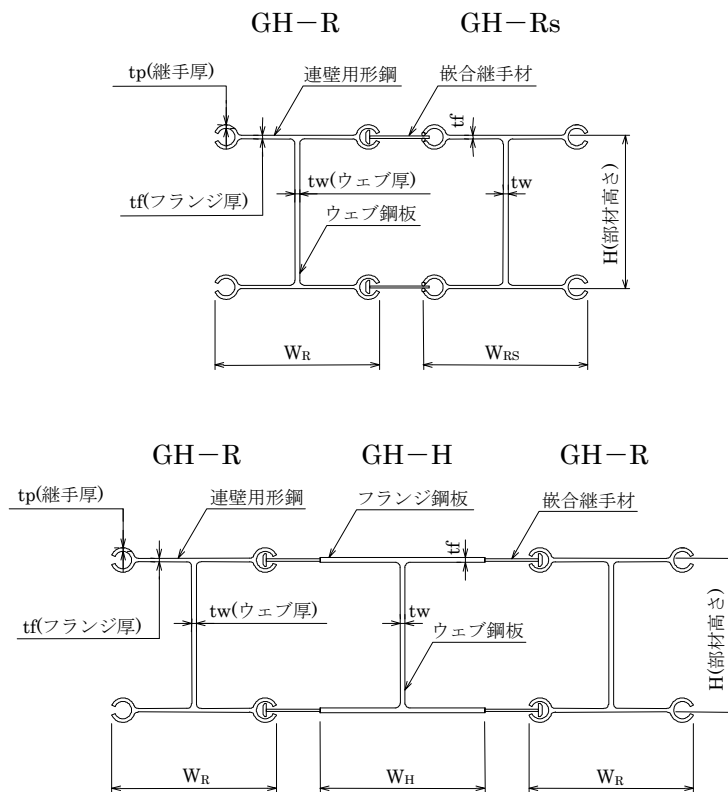 GH－R
GH－Rs
tp(継手厚)
連壁用形鋼
嵌合継手材
tf
tw(ウェブ厚)
tw
tf(フランジ厚)
ウェブ鋼板
H(部材高さ)
WR
WRS
GH－R
GH－H
GH－R
tp(継手厚)
連壁用形鋼
フランジ鋼板
嵌合継手材
tf
tw(ウェブ厚)
tw
tf(フランジ厚)
ウェブ鋼板
H(部材高さ)
WR
WH
WR